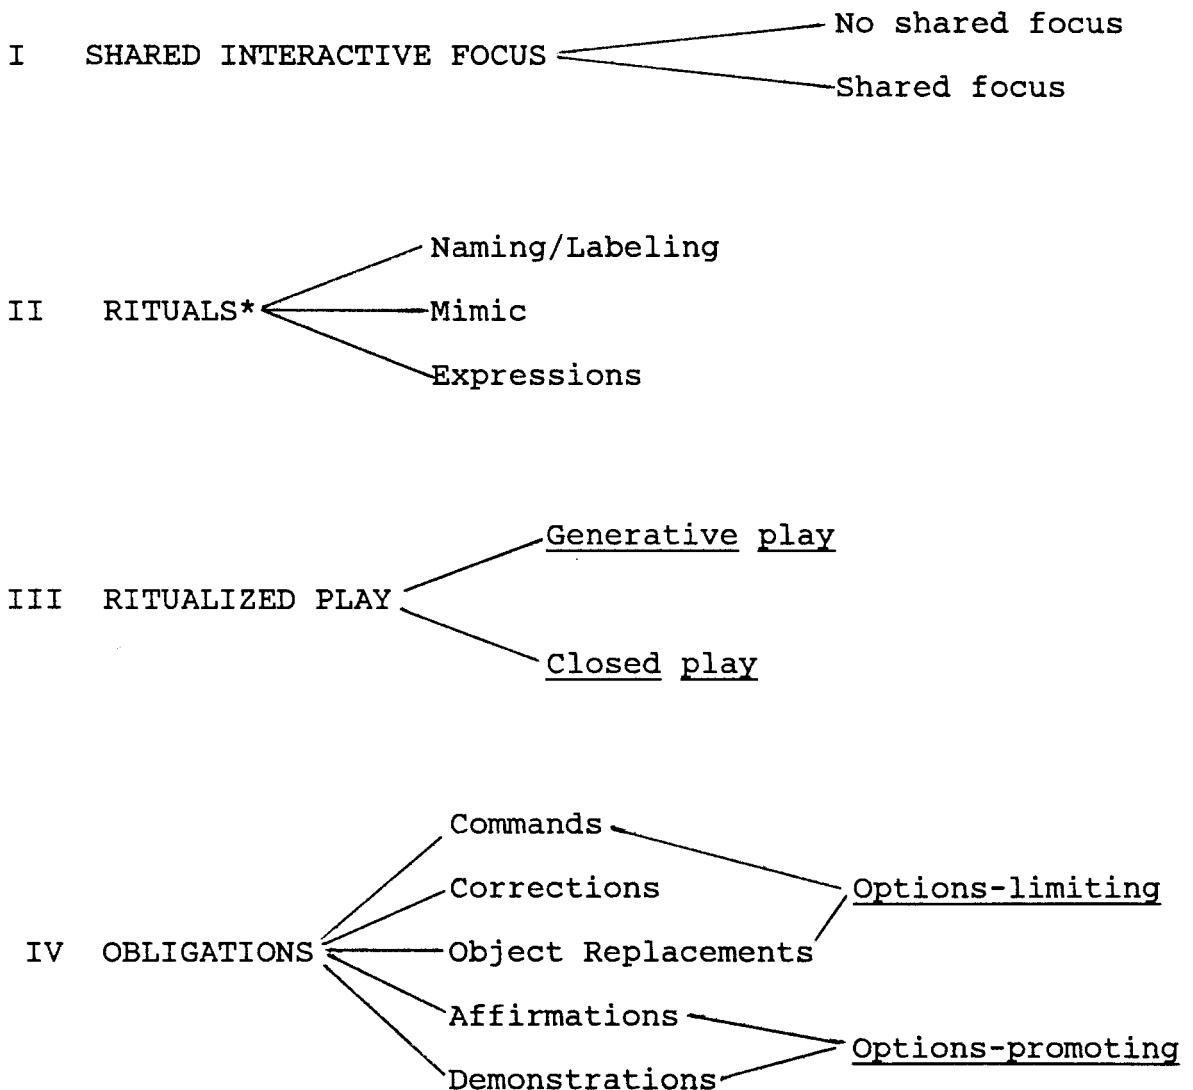 No shared focus
I SHARED INTERACTIVE FOCUS
Shared focus
Naming/Labeling
II RITUALS*
Mimic
Expressions
Generative play
III RITUALIZED PLAY
Closed play
Commands
Corrections
Options-limiting
IV OBLIGATIONS
Object Replacements
Affirmations
Options-promoting
Demonstrations